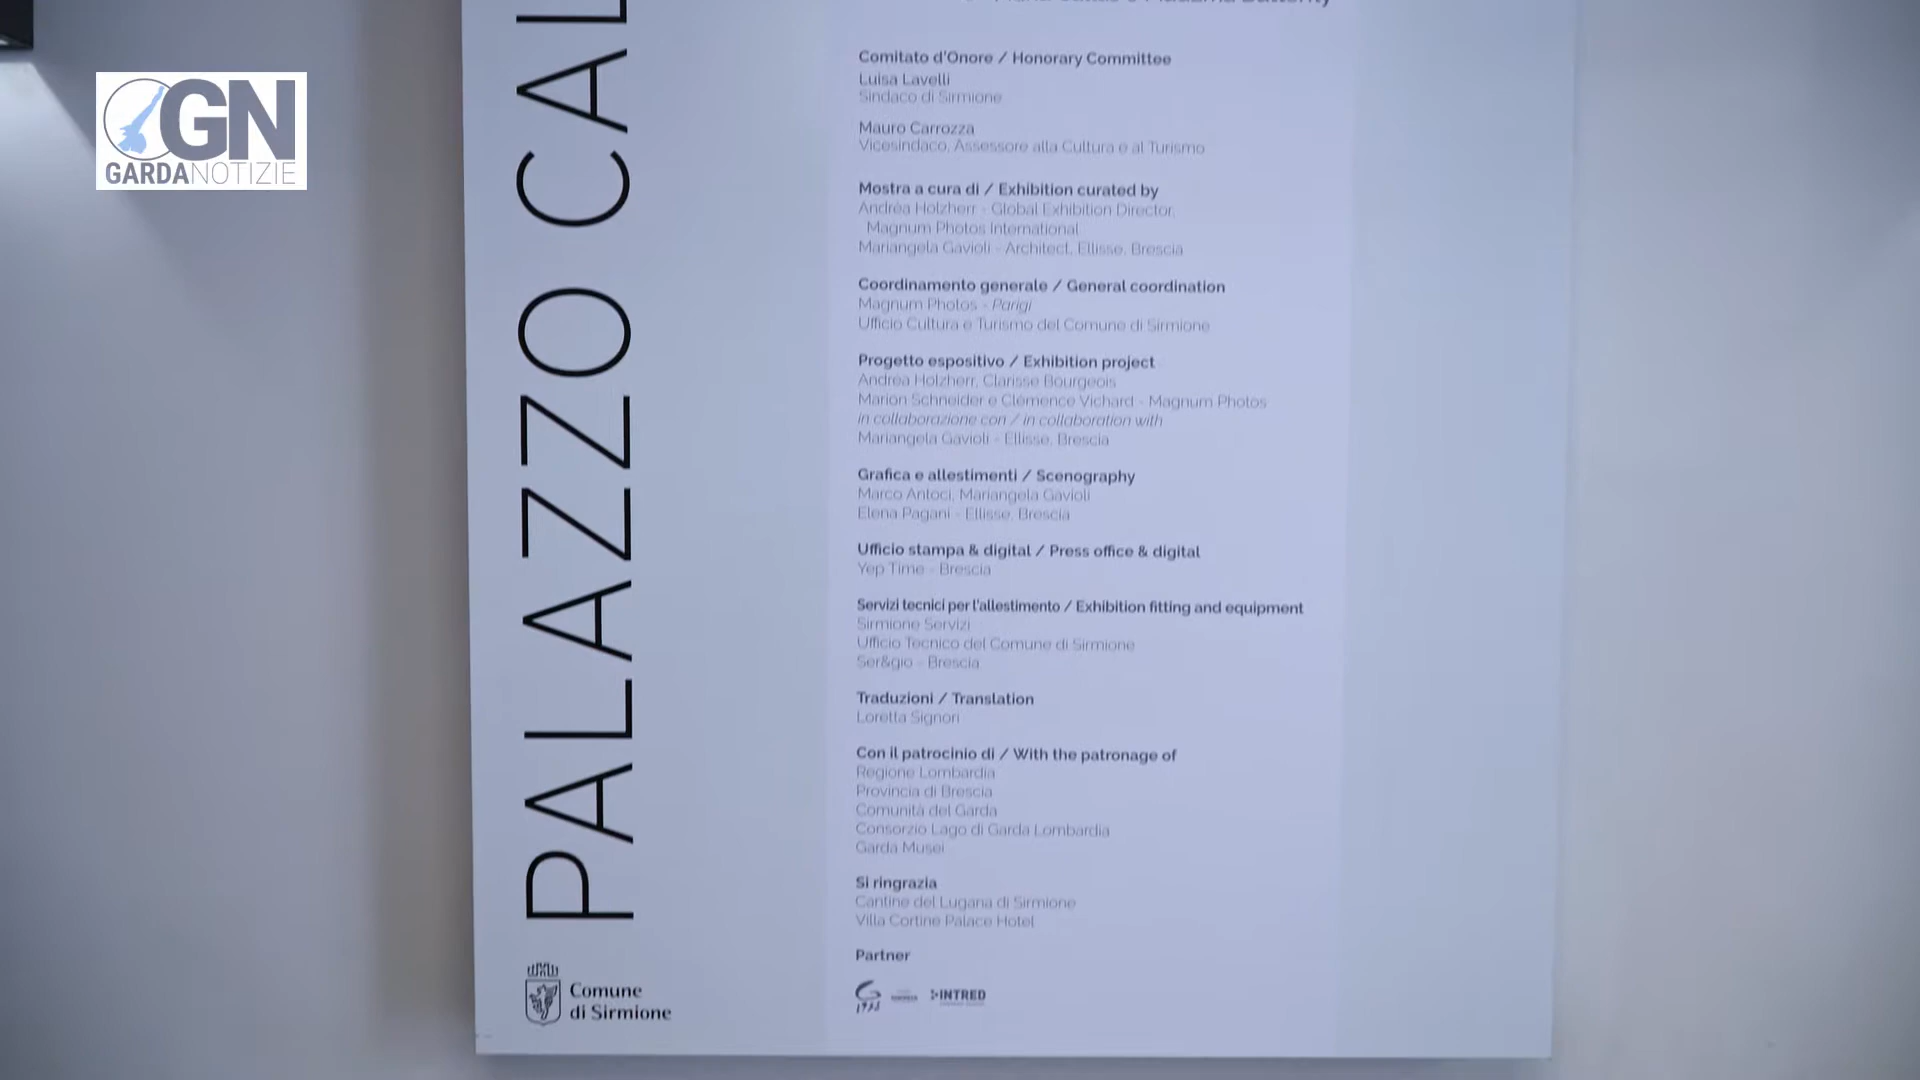 GN
GARDANOTIZIE
PALAZZO CAL
Comitato d'Onore / Honorary Committee
Luisa Lavelli
Sindaco di Sirmione
Mauro Carrozza
Vicesindaco, Assessore alla Cultura e al Turismo
Mostra a cura di / Exhibition curated by
Andréa Holzherr - Global Exhibition Director,
Magnum Photos International
Mariangela Gavioli - Architect, Ellisse, Brescia
Coordinamento generale / General coordination
Magnum Photos - Parigi
Ufficio Cultura e Turismo del Comune di Sirmione
Progetto espositivo / Exhibition project
Andréa Holzherr, Clarisse Bourgeois
Marion Schneider e Clémence Vichard - Magnum Photos
in collaborazione con / in collaboration with
Mariangela Gavioli - Ellisse, Brescia
Grafica e allestimenti / Scenography
Marco Antoci, Mariangela Gavioli
Elena Pagani - Ellisse, Brescia
Ufficio stampa & digital / Press office & digital
Yep Time - Brescia
Servizi tecnici per l'allestimento / Exhibition fitting and equipment
Sirmione Servizi
Ufficio Tecnico del Comune di Sirmione
Ser&gio - Brescia
Traduzioni / Translation
Loretta Signori
Con il patrocinio di / With the patronage of
Regione Lombardia
Provincia di Brescia
Comunità del Garda
Consorzio Lago di Garda Lombardia
Garda Musei
Si ringrazia
Cantine del Lugana di Sirmione
Villa Cortine Palace Hotel
Partner
INTRED
Comune
di Sirmione